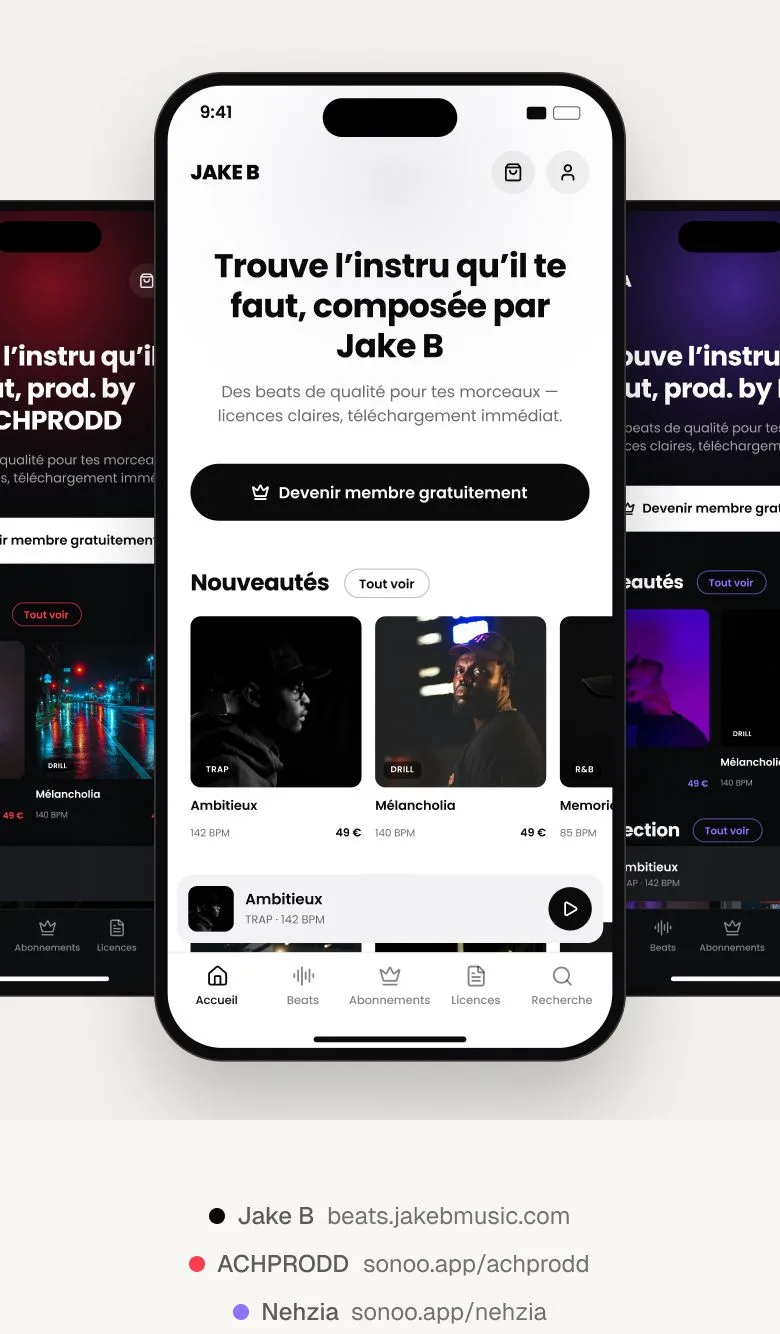 9:41
JAKE B
Trouve l’instru qu’il te
faut, composée par
Jake B
Des beats de qualité pour tes morceaux —
licences claires, téléchargement immédiat.
Devenir membre gratuitement
Nouveautés
Tout voir
TRAP
DRILL
R&B
Ambitieux
Mélancholia
Memori
142 BPM
49 €
140 BPM
49 €
85 BPM
Ambitieux
TRAP · 142 BPM
Accueil
Beats
Abonnements
Licences
Recherche
l’instru qu’il
ut, prod. by
CHPRODD
qualité pour tes morcea
s, téléchargement immé
ir membre gratuitement
Tout voir
DRILL
Mélancholia
49 €
140 BPM
Abonnements
Licences
A
ouve l’instru
ut, prod. by
beats de qualité pour tes
ces claires, téléchargem
Devenir membre grat
eautés
Tout voir
DRILL
Mélancholi
49 €
140 BPM
ection
Tout voir
mbitieux
AP · 142 BPM
Beats
Abonnements
Jake B beats.jakebmusic.com
ACHPRODD sonoo.app/achprodd
Nehzia sonoo.app/nehzia